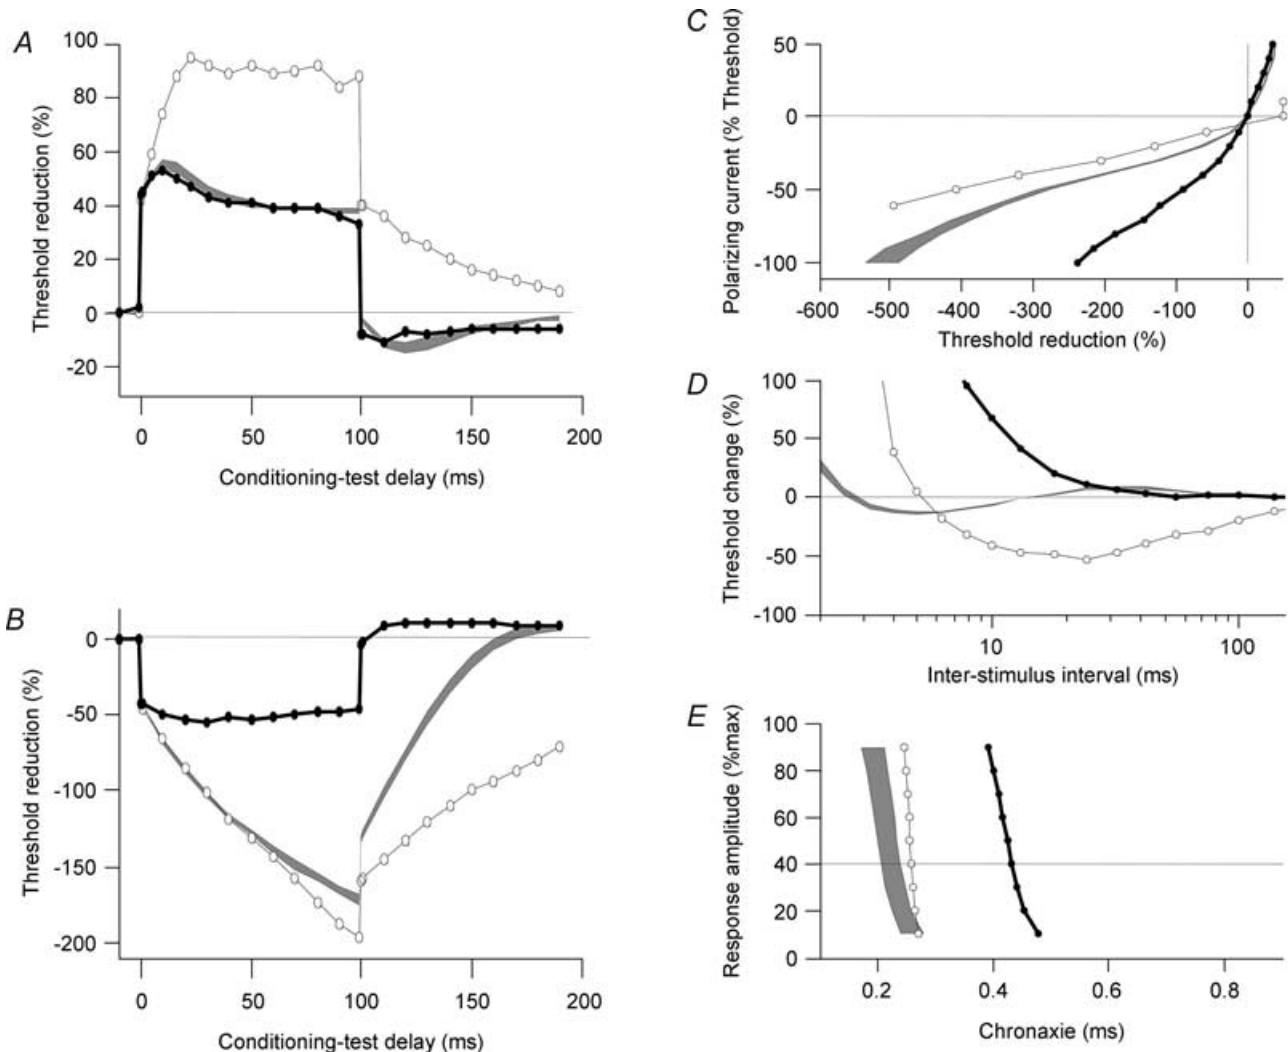 A
Threshold reduction (%)
100
80
60
40
20
0
-20
0 50 100 150 200
Conditioning-test delay (ms)
B
Threshold reduction (%)
0
-50
-100
-150
-200
0 50 100 150 200
Conditioning-test delay (ms)
C
Polarizing current (% Threshold)
50
0
-50
-100
-600 -500 -400 -300 -200 -100 0
Threshold reduction (%)
D
Threshold change (%)
100
50
0
-50
-100
10 100
Inter-stimulus interval (ms)
E
Response amplitude (%max)
100
80
60
40
20
0
0.2 0.4 0.6 0.8
Chronaxie (ms)